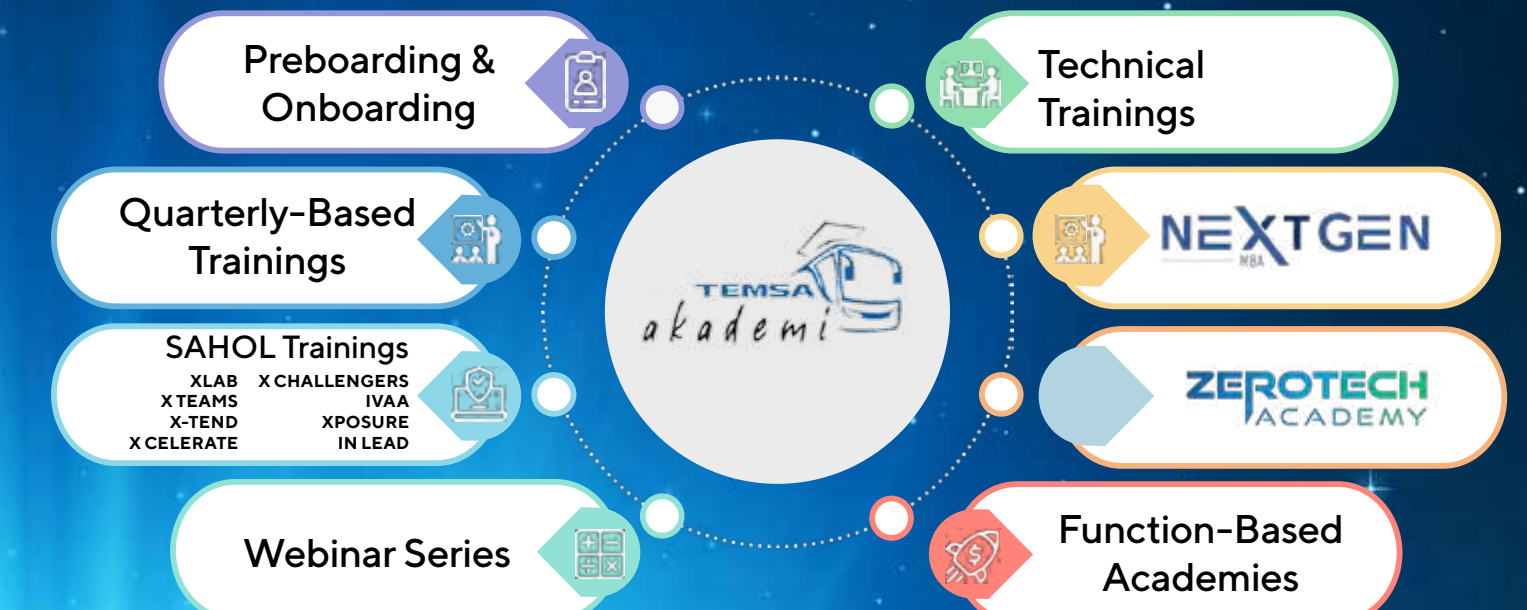 Preboarding &
Onboarding
Technical
Trainings
Quarterly-Based
Trainings
NEXTGEN
MBA
SAHOL Trainings
XLAB X CHALLENGERS
X TEAMS IVAA
X-TEND XPOSURE
X CELERATE IN LEAD
TEMSA
akademi
ZEROTECH
ACADEMY
Webinar Series
Function-Based
Academies